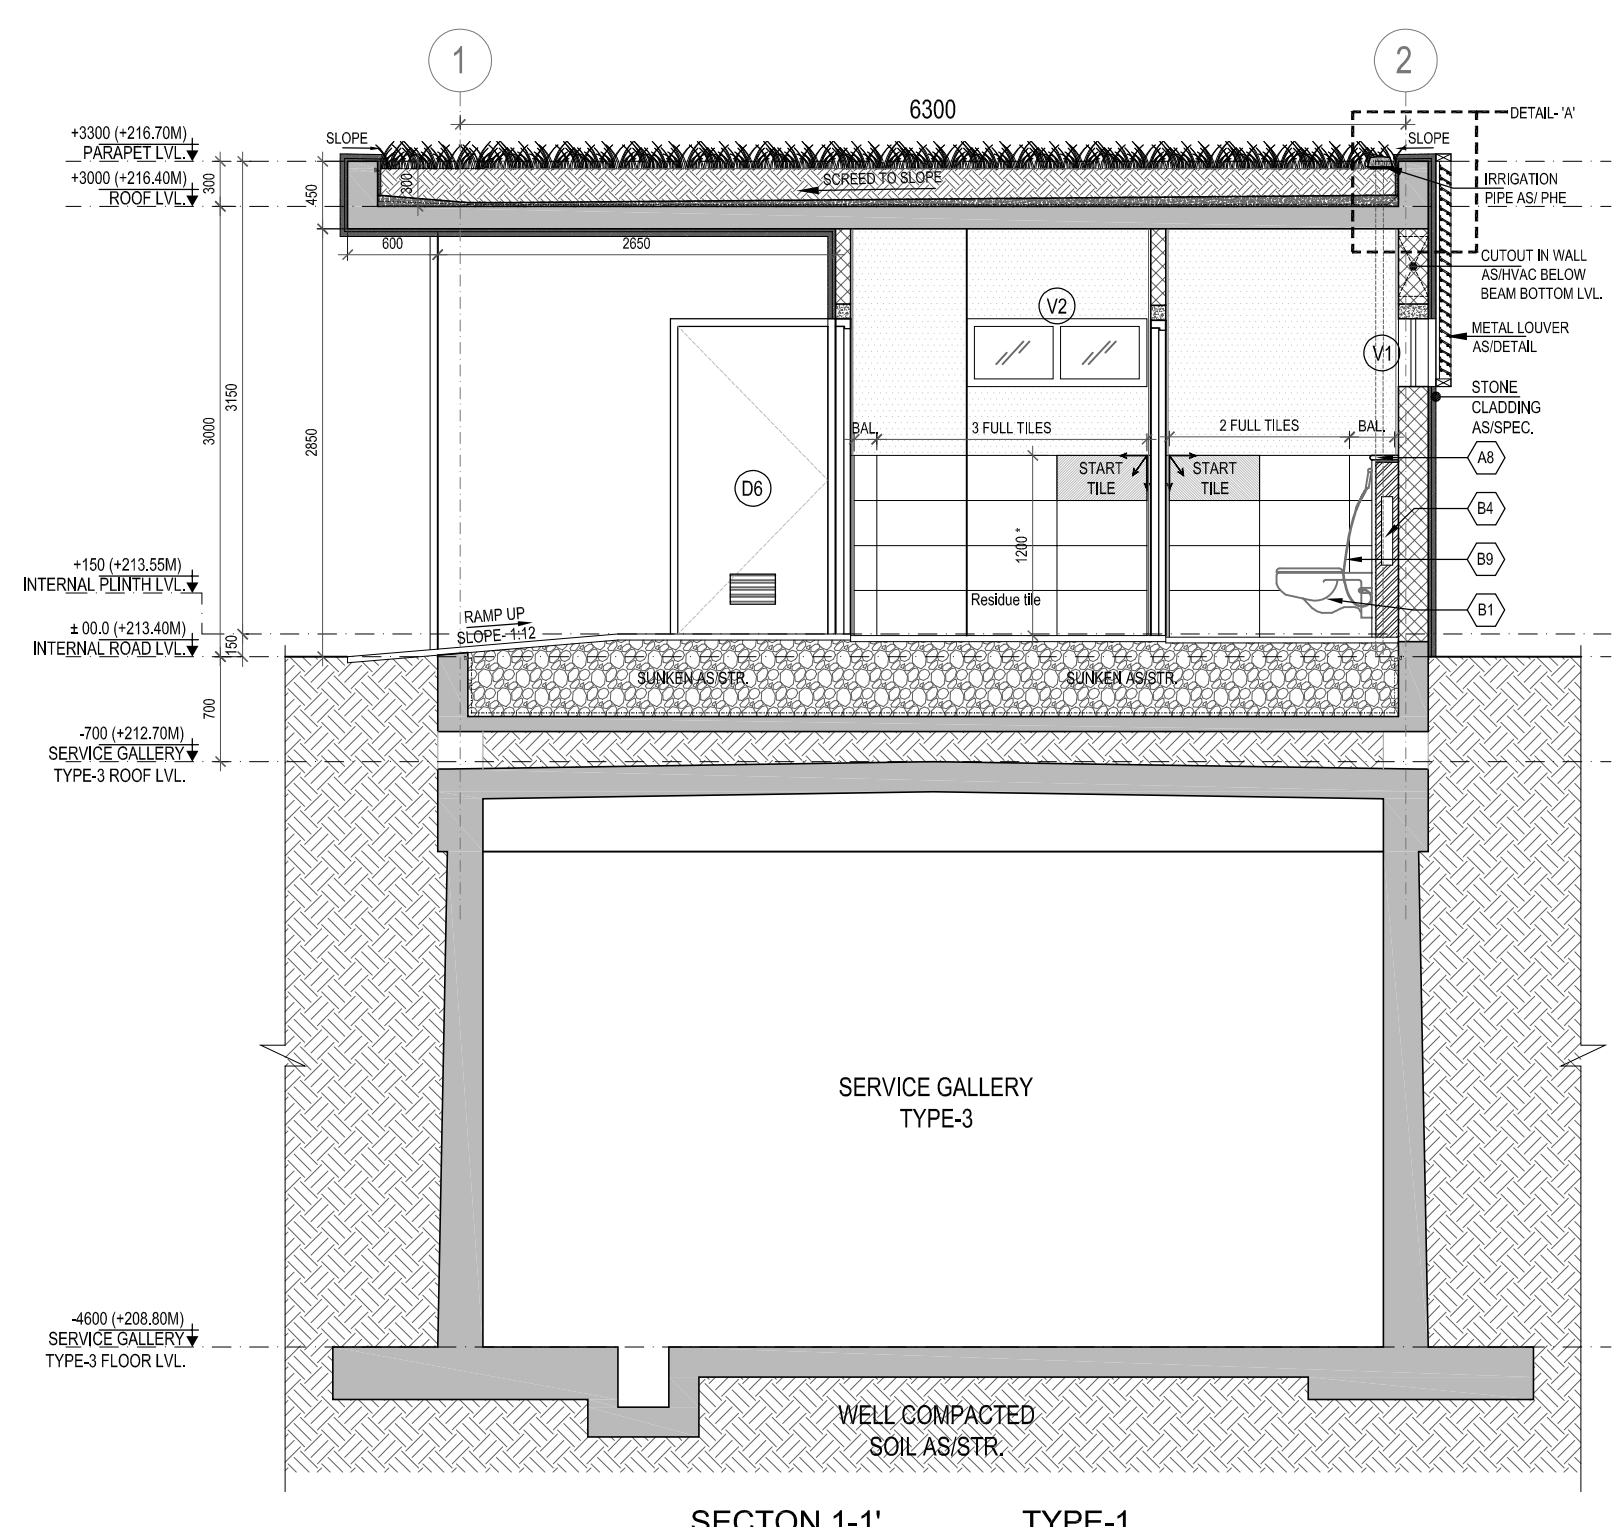 1
2
6300
DETAIL- 'A'
+3300 (+216.70M)
PARAPET LVL.
SLOPE
SLOPE
+3000 (+216.40M)
ROOF LVL.
300
450
300
SCREED TO SLOPE
IRRIGATION
PIPE AS/ PHE
600
2650
CUTOUT IN WALL
AS/HVAC BELOW
BEAM BOTTOM LVL.
V2
METAL LOUVER
AS/DETAIL
V1
STONE
CLADDING
AS/SPEC.
3000
3150
2850
BAL.
3 FULL TILES
2 FULL TILES
BAL.
START
TILE
START
TILE
A8
D6
B4
1200 *
B9
+150 (+213.55M)
INTERNAL PLINTH LVL.
Residue tile
B1
RAMP UP
SLOPE- 1:12
± 00.0 (+213.40M)
INTERNAL ROAD LVL.
150
SUNKEN AS/STR.
SUNKEN AS/STR.
700
-700 (+212.70M)
SERVICE GALLERY
TYPE-3 ROOF LVL.
SERVICE GALLERY
TYPE-3
-4600 (+208.80M)
SERVICE GALLERY
TYPE-3 FLOOR LVL.
WELL COMPACTED
SOIL AS/STR.
SECTON 1-1' TYPE-1